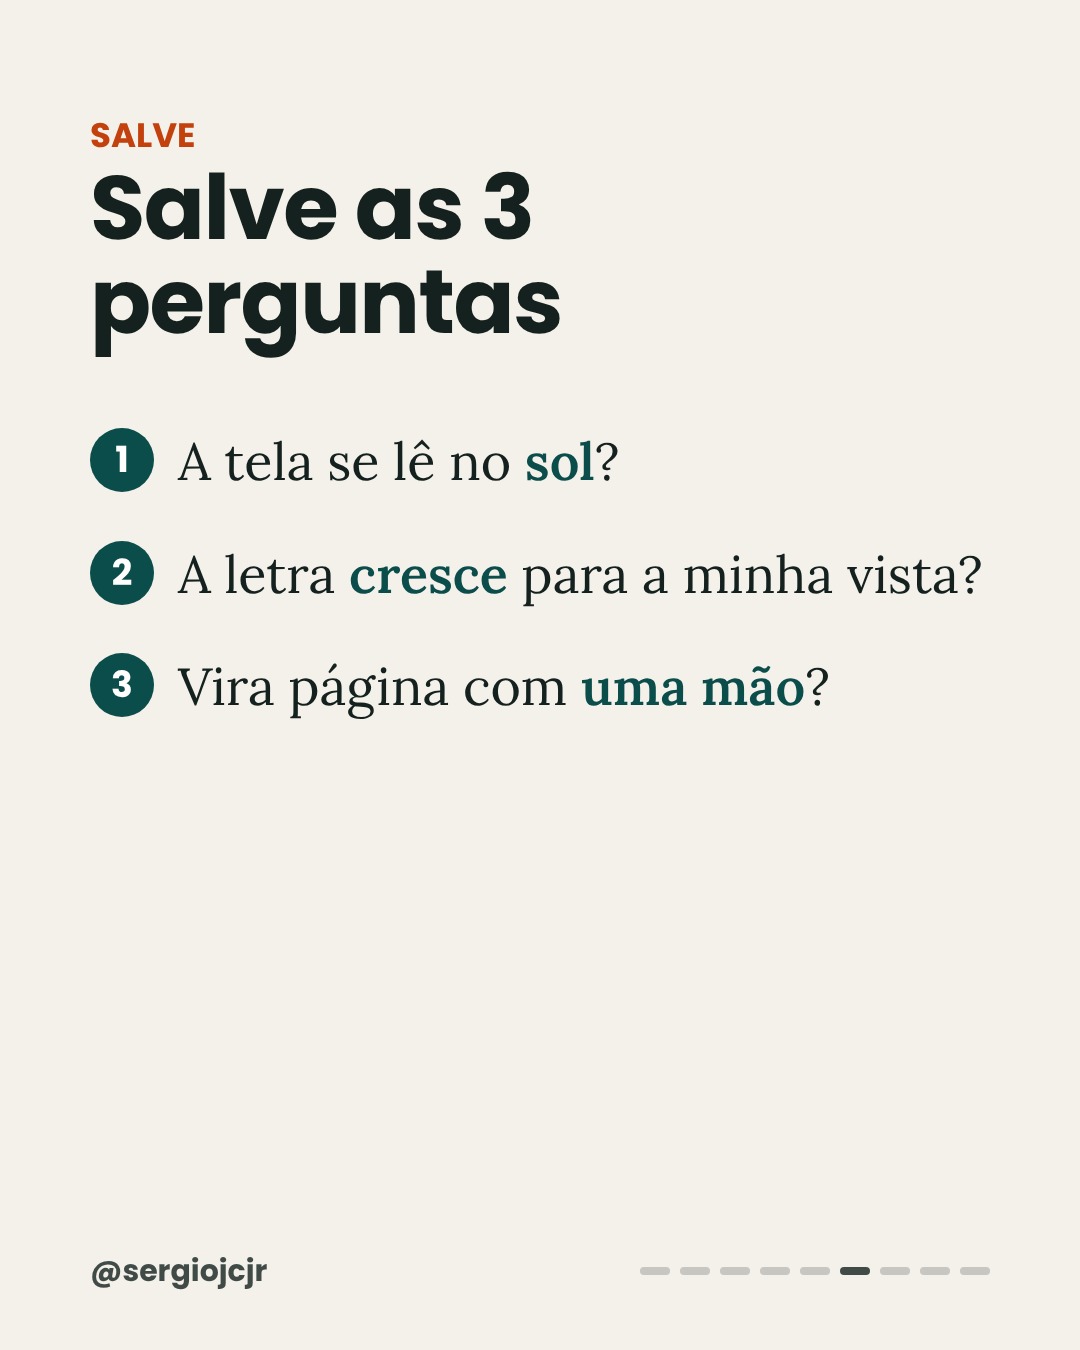 SALVE
Salve as 3
perguntas
1 A tela se lê no sol?
2 A letra cresce para a minha vista?
3 Vira página com uma mão?
@sergiojcjr